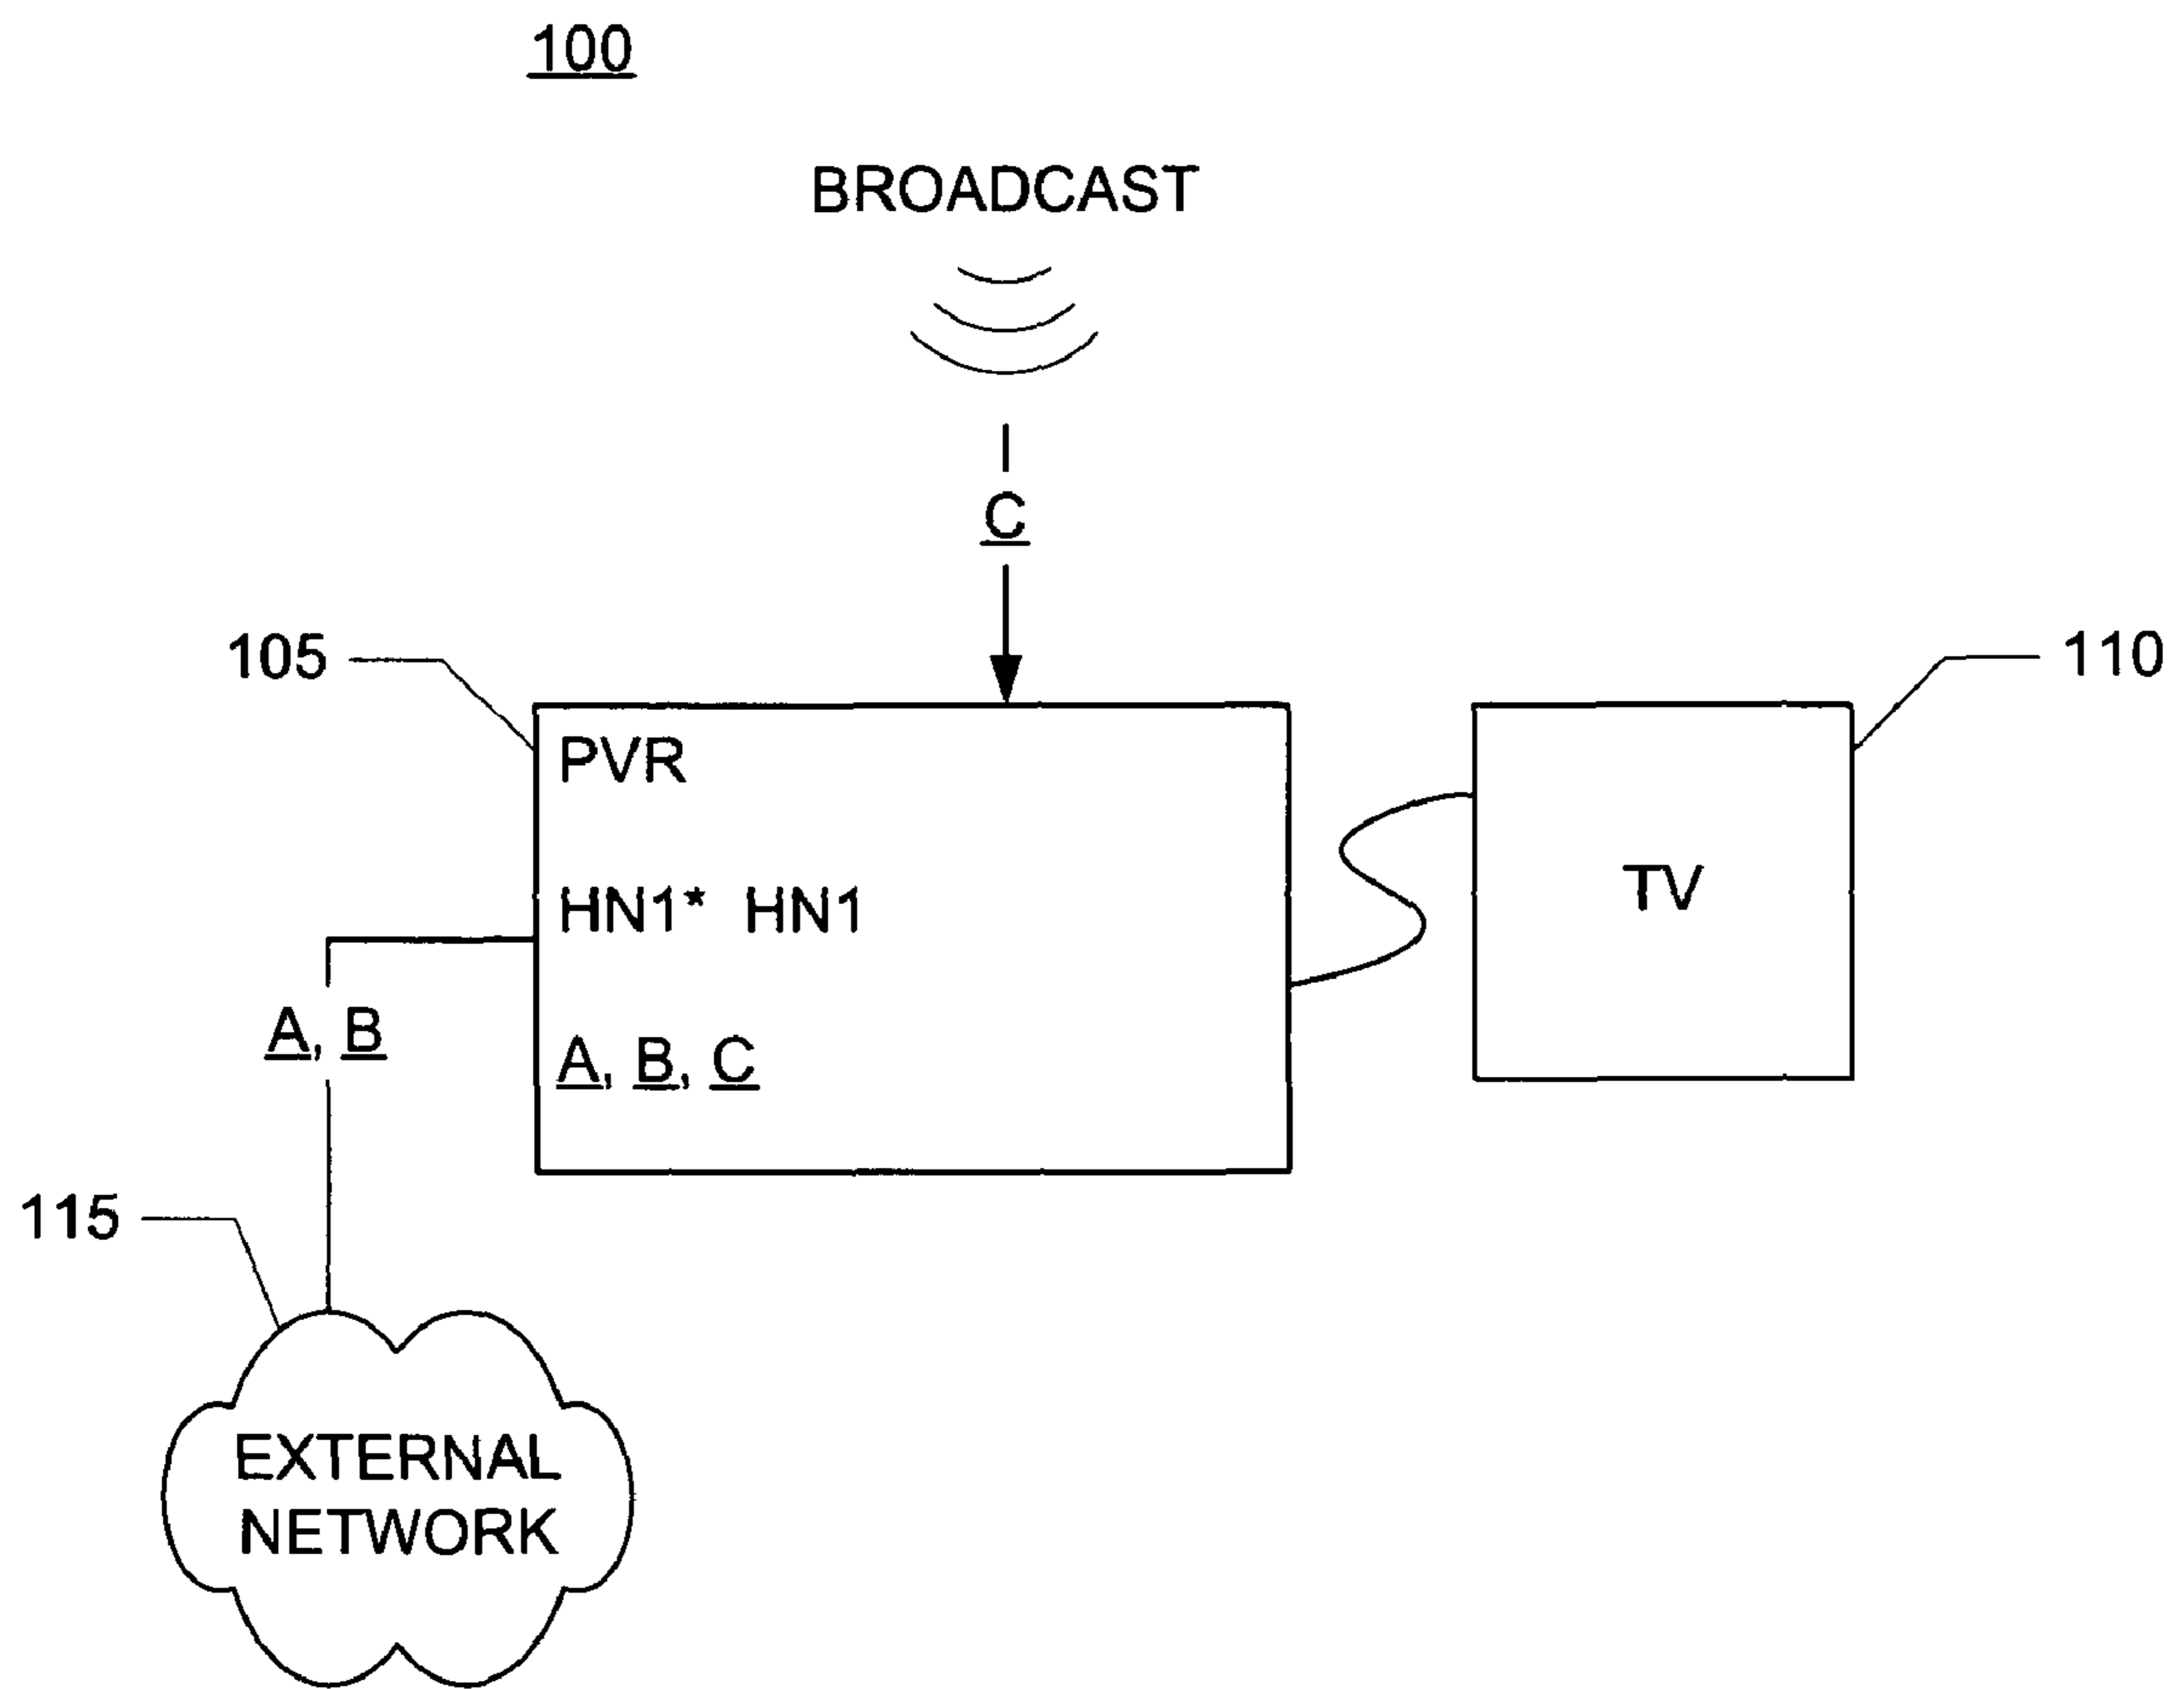 100
BROADCAST
C
105
110
PVR
HN1* HN1
TV
A, B
A, B, C
115
EXTERNAL
NETWORK